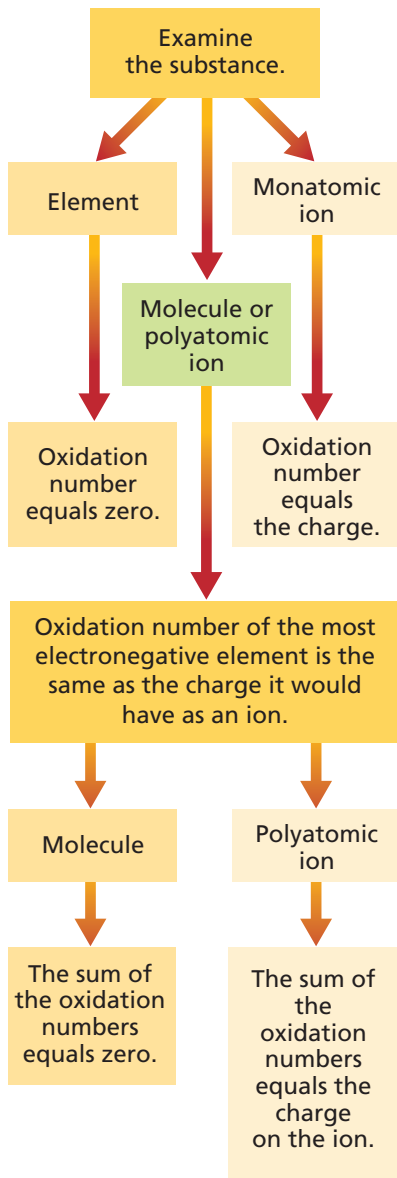 Examine
the substance.
Element
Monatomic
ion
Molecule or
polyatomic
ion
Oxidation
number
equals zero.
Oxidation
number
equals
the charge.
Oxidation number of the most
electronegative element is the
same as the charge it would
have as an ion.
Molecule
Polyatomic
ion
The sum of
the oxidation
numbers
equals zero.
The sum of
the
oxidation
numbers
equals the
charge
on the ion.